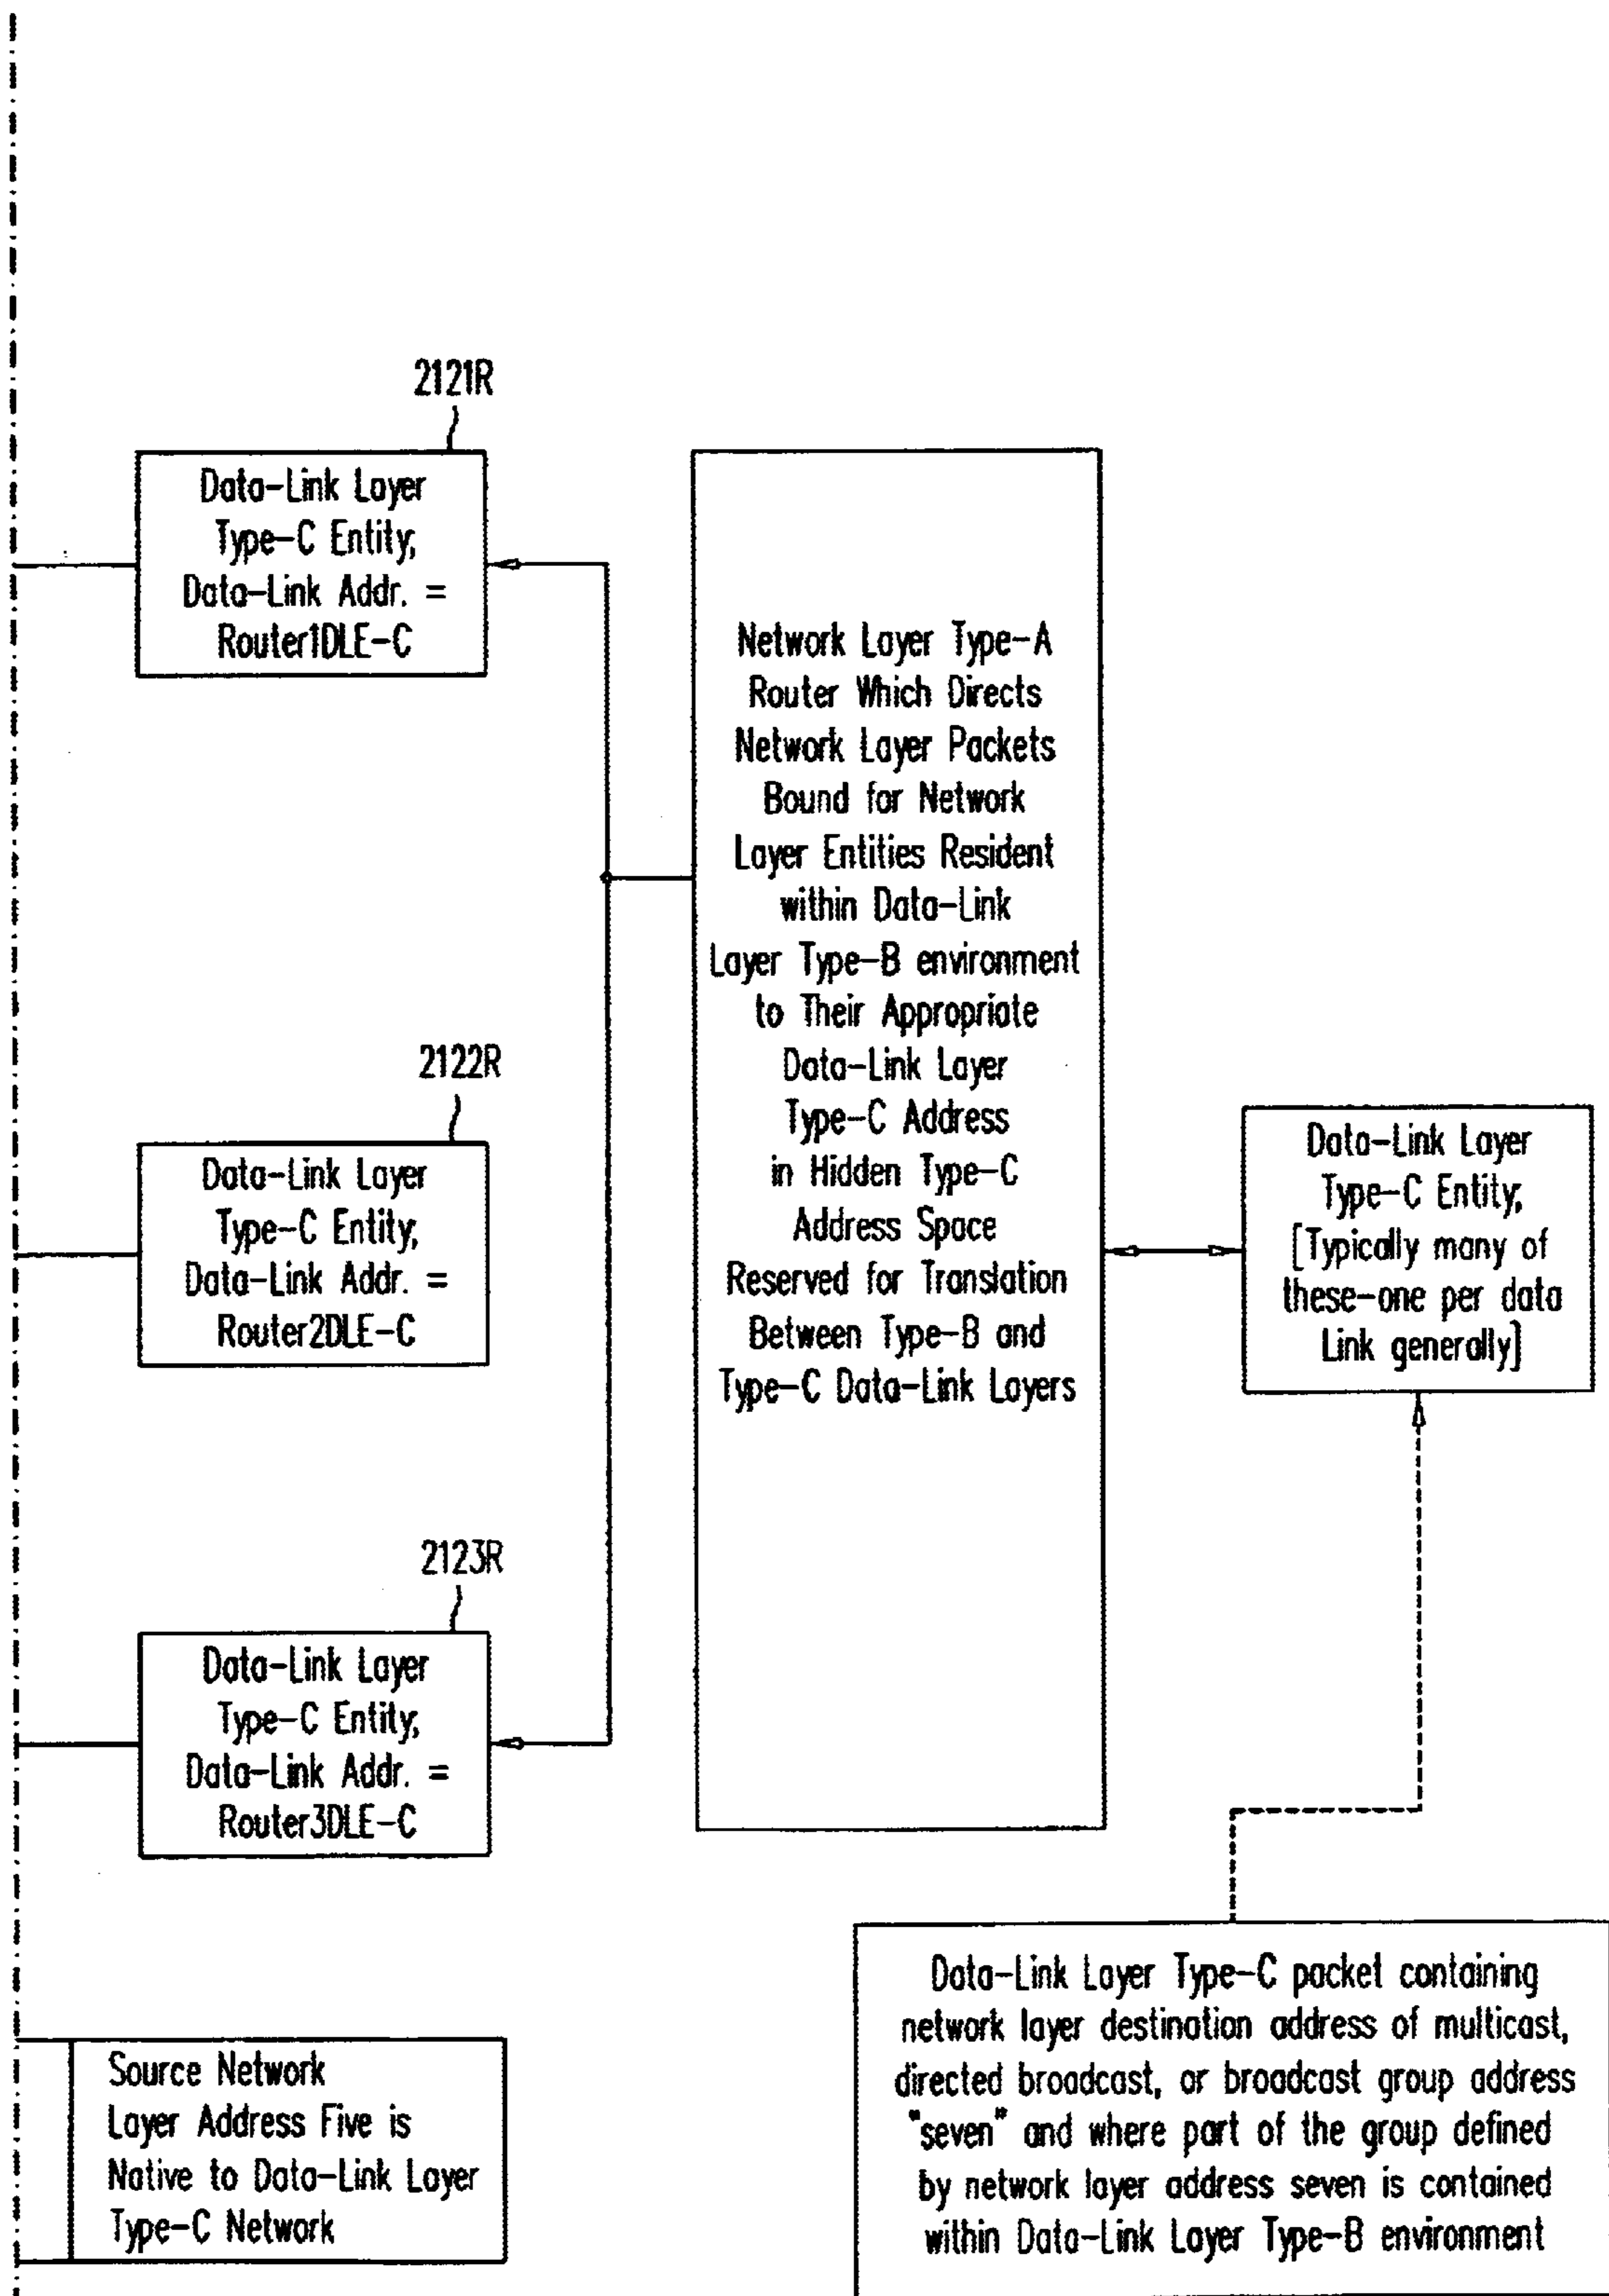 2121R
Data-Link Layer
Type-C Entity,
Data-Link Addr. =
Router1DLE-C
Network Layer Type-A
Router Which Directs
Network Layer Packets
Bound for Network
Layer Entities Resident
within Data-Link
Layer Type-B environment
to Their Appropriate
Data-Link Layer
Type-C Address
in Hidden Type-C
Address Space
Reserved for Translation
Between Type-B and
Type-C Data-Link Layers
2122R
Data-Link Layer
Type-C Entity,
Data-Link Addr. =
Router2DLE-C
Data-Link Layer
Type-C Entity,
[Typically many of
these-one per data
Link generally]
2123R
Data-Link Layer
Type-C Entity,
Data-Link Addr. =
Router3DLE-C
Source Network
Layer Address Five is
Native to Data-Link Layer
Type-C Network
Data-Link Layer Type-C packet containing
network layer destination address of multicast,
directed broadcast, or broadcast group address
"seven" and where part of the group defined
by network layer address seven is contained
within Data-Link Layer Type-B environment